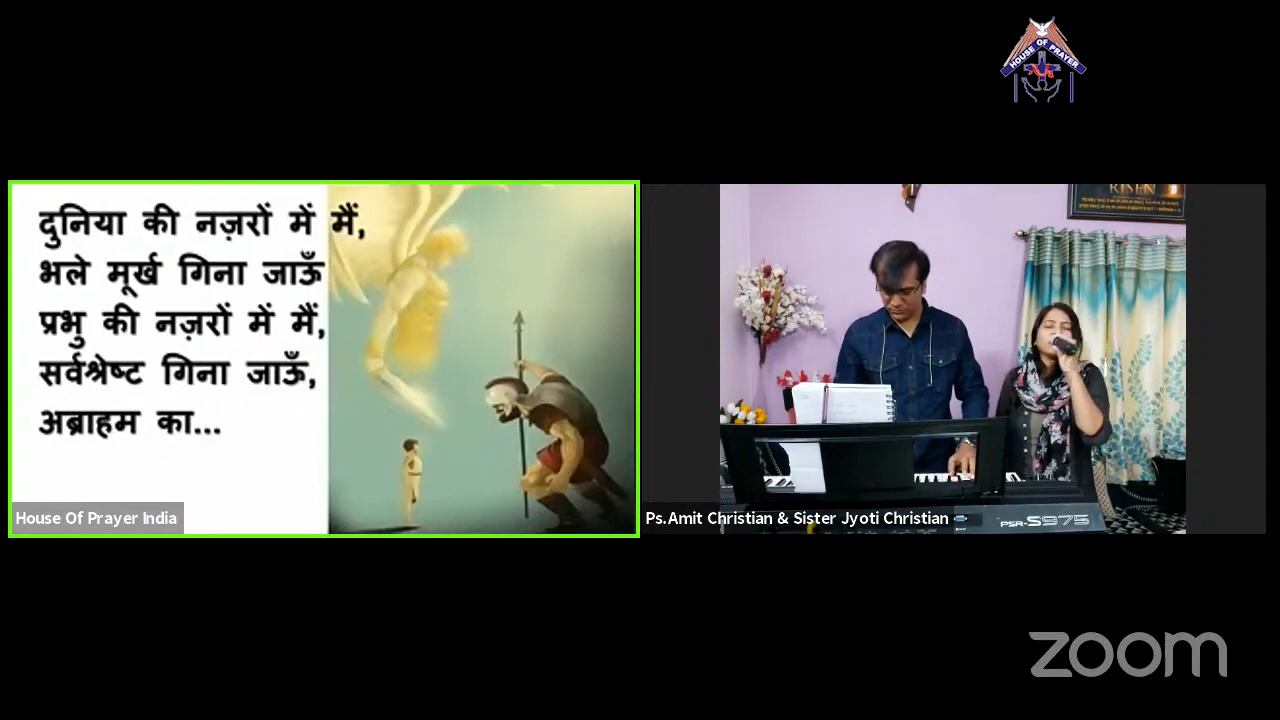 HOUSE OF PRAYER
दुनिया की नज़रों में मैं,
भले मूर्ख गिना जाऊँ
प्रभु की नज़रों में मैं,
सर्वश्रेष्ट गिना जाऊँ,
अब्राहम का...
House Of Prayer India
RISEN
Ps.Amit Christian & Sister Jyoti Christian
PSR-S975
zoom